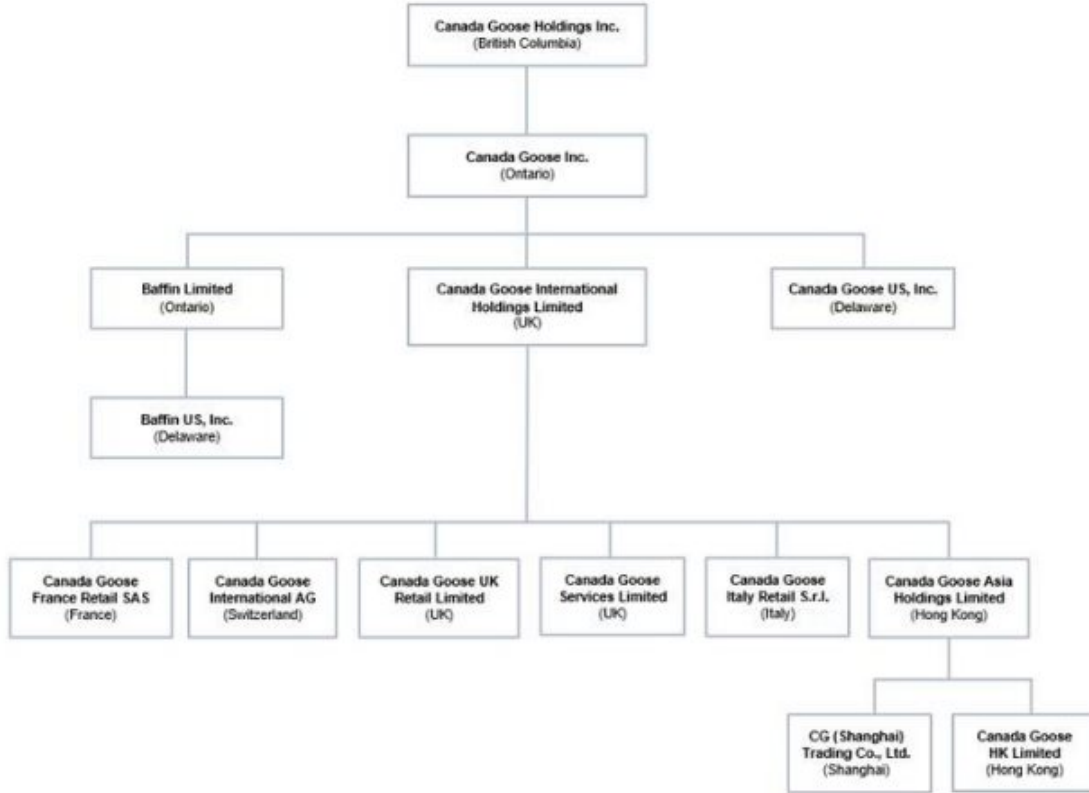 Canada Goose Holdings Inc.
(British Columbia)
Canada Goose Inc.
(Ontario)
Baffin Limited
(Ontario)
Canada Goose International
Holdings Limited
(UK)
Canada Goose US, Inc.
(Delaware)
Baffin US, Inc.
(Delaware)
Canada Goose
France Retail SAS
(France)
Canada Goose
International AG
(Switzerland)
Canada Goose UK
Retail Limited
(UK)
Canada Goose
Services Limited
(UK)
Canada Goose
Italy Retail S.r.l.
(Italy)
Canada Goose Asia
Holdings Limited
(Hong Kong)
CG (Shanghai)
Trading Co., Ltd.
(Shanghai)
Canada Goose
HK Limited
(Hong Kong)